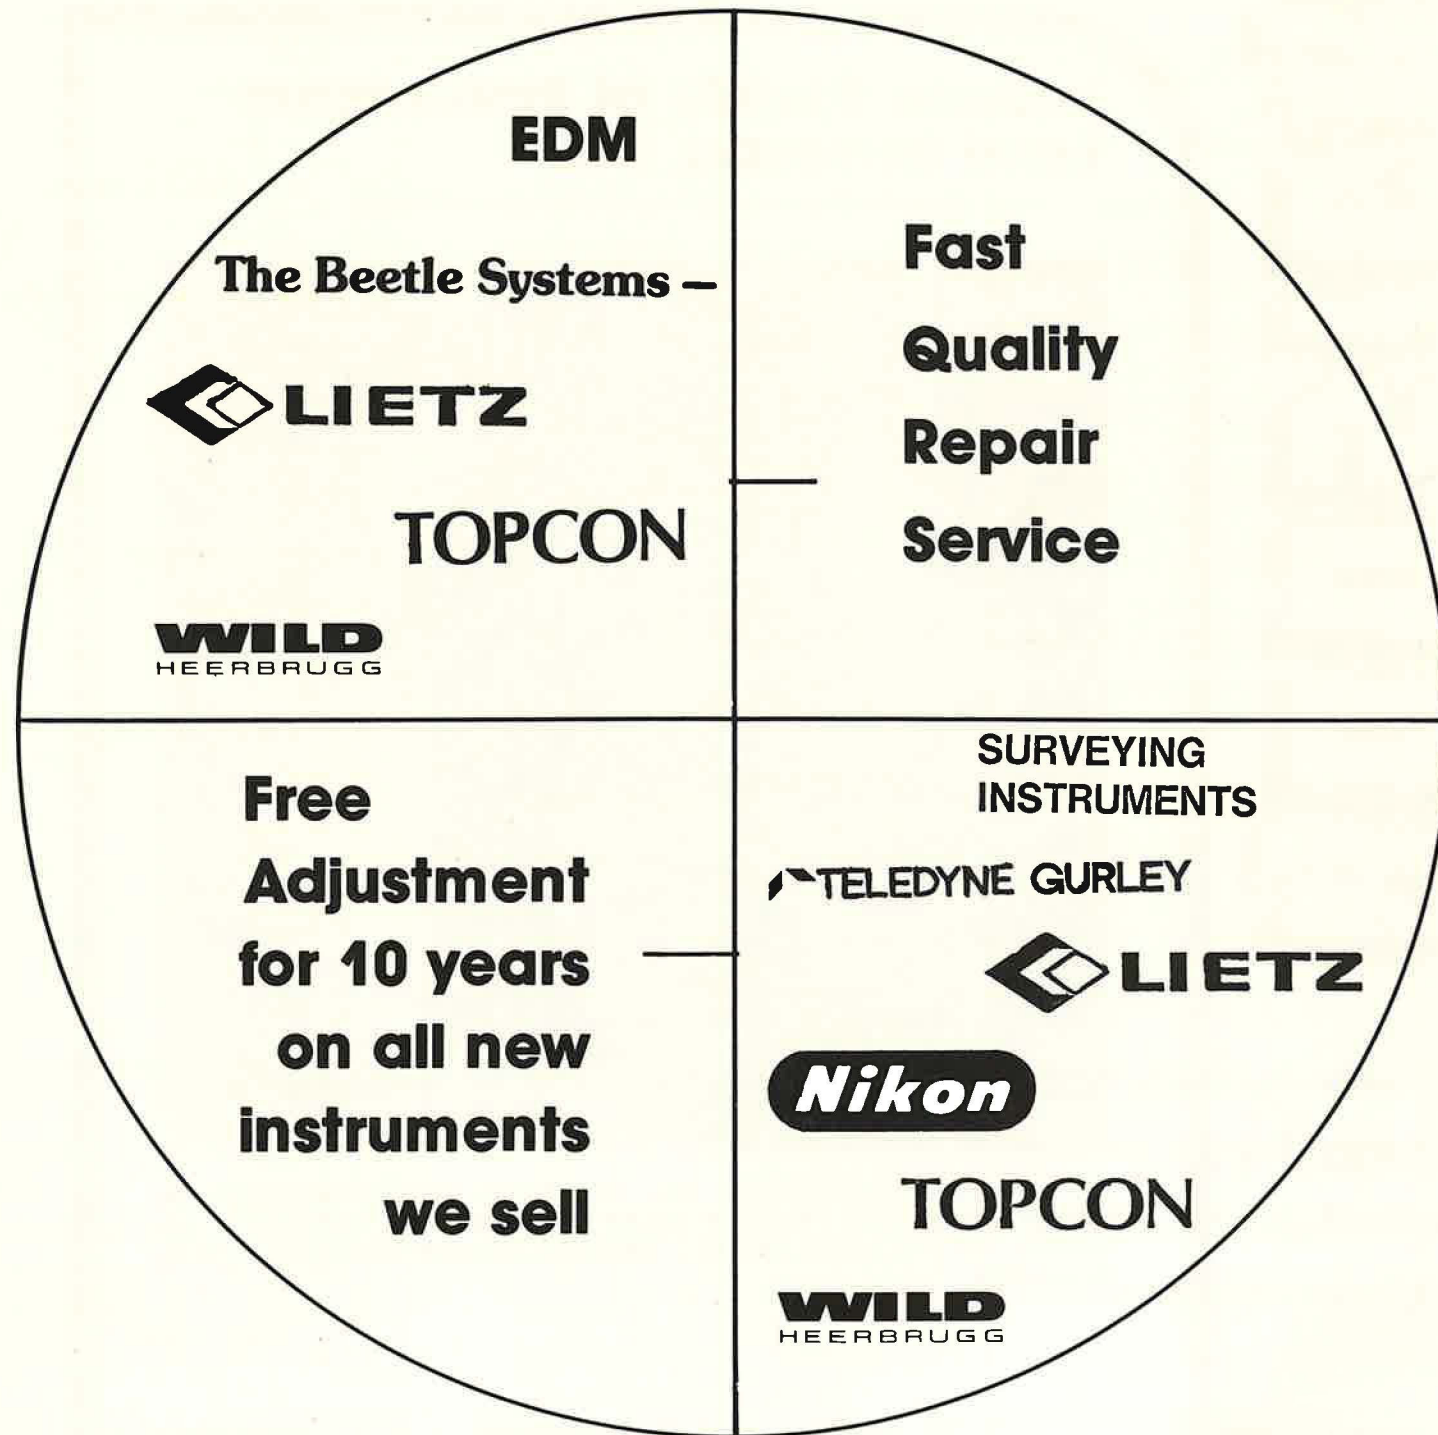 EDM
The Beetle Systems –
LIETZ
TOPCON
WILD
HEERBRUGG
Fast
Quality
Repair
Service
Free
Adjustment
for 10 years
on all new
instruments
we sell
SURVEYING
INSTRUMENTS
TELEDYNE GURLEY
LIETZ
Nikon
TOPCON
WILD
HEERBRUGG